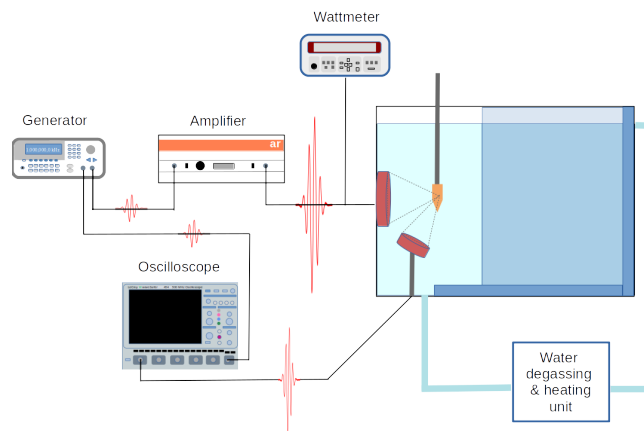 Wattmeter
Generator
Amplifier
ar
Oscilloscope
Water
degassing
& heating
unit